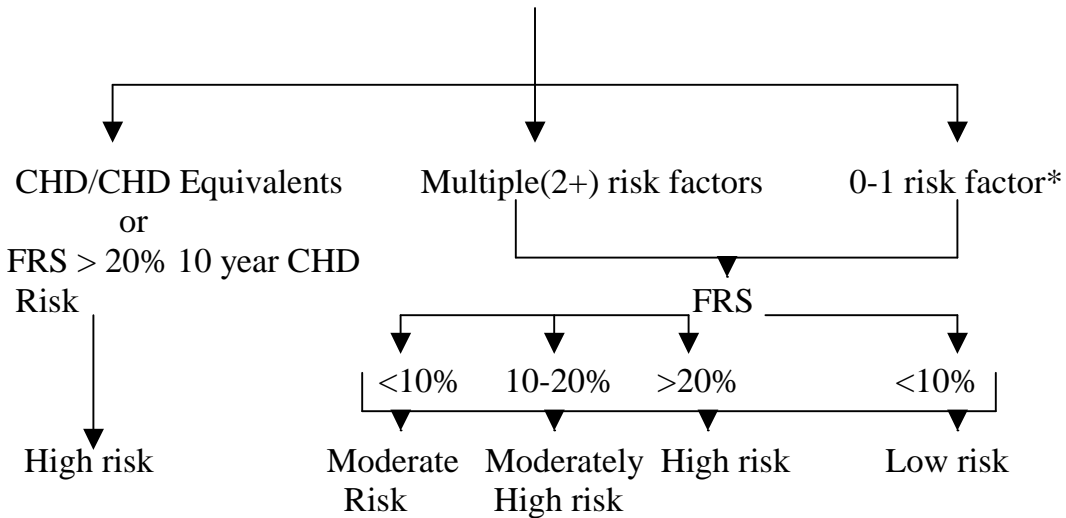 CHD/CHD Equivalents
or
FRS > 20% 10 year CHD
Risk
Multiple(2+) risk factors
0-1 risk factor*
FRS
<10%
10-20%
>20%
<10%
High risk
Moderate
Risk
Moderately
High risk
High risk
Low risk